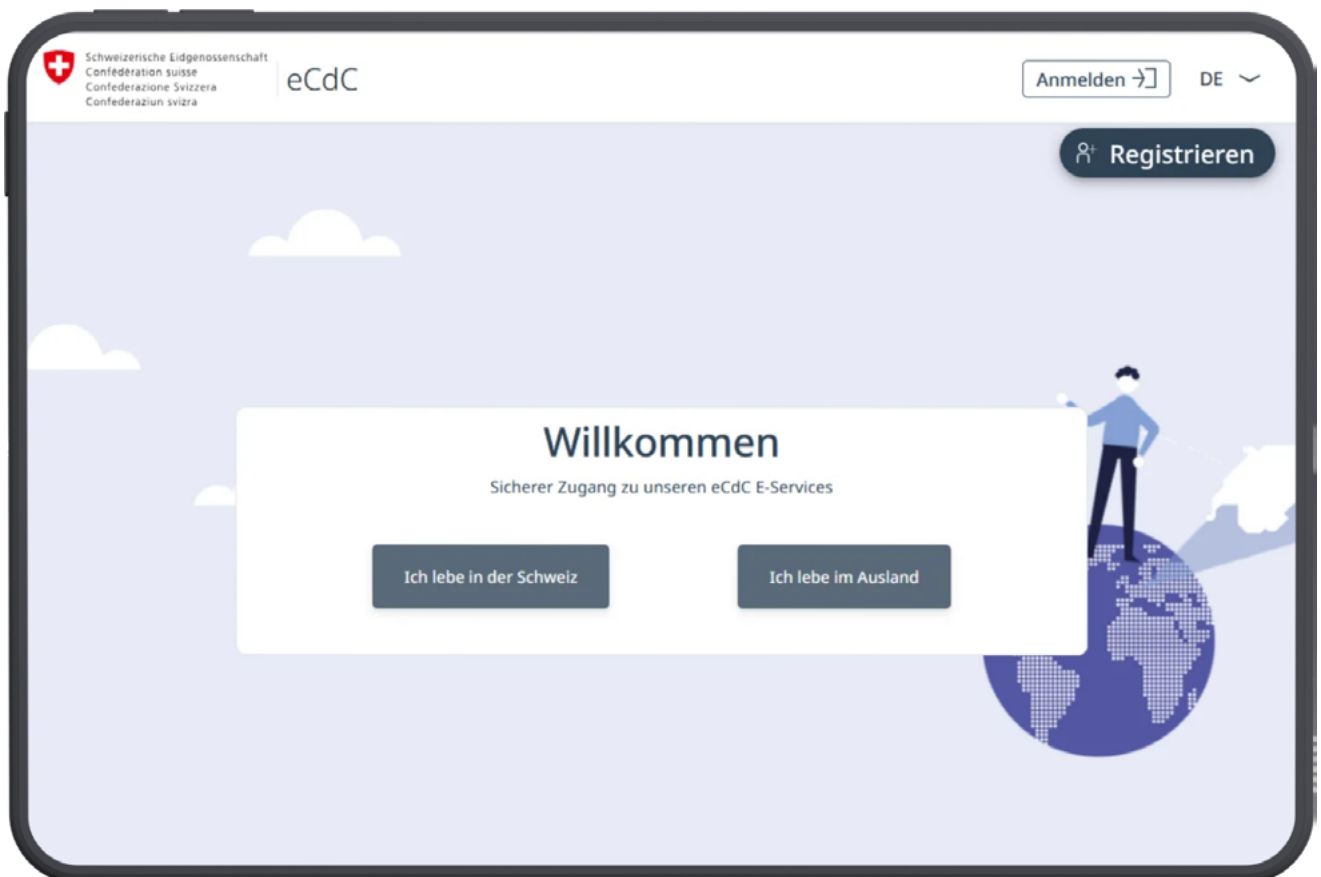 Schweizerische Eidgenossenschaft
Confédération suisse
Confederazione Svizzera
Confederaziun svizra
eCdC
Anmelden
DE
Registrieren
Willkommen
Sicherer Zugang zu unseren eCdC E-Services
Ich lebe in der Schweiz
Ich lebe im Ausland